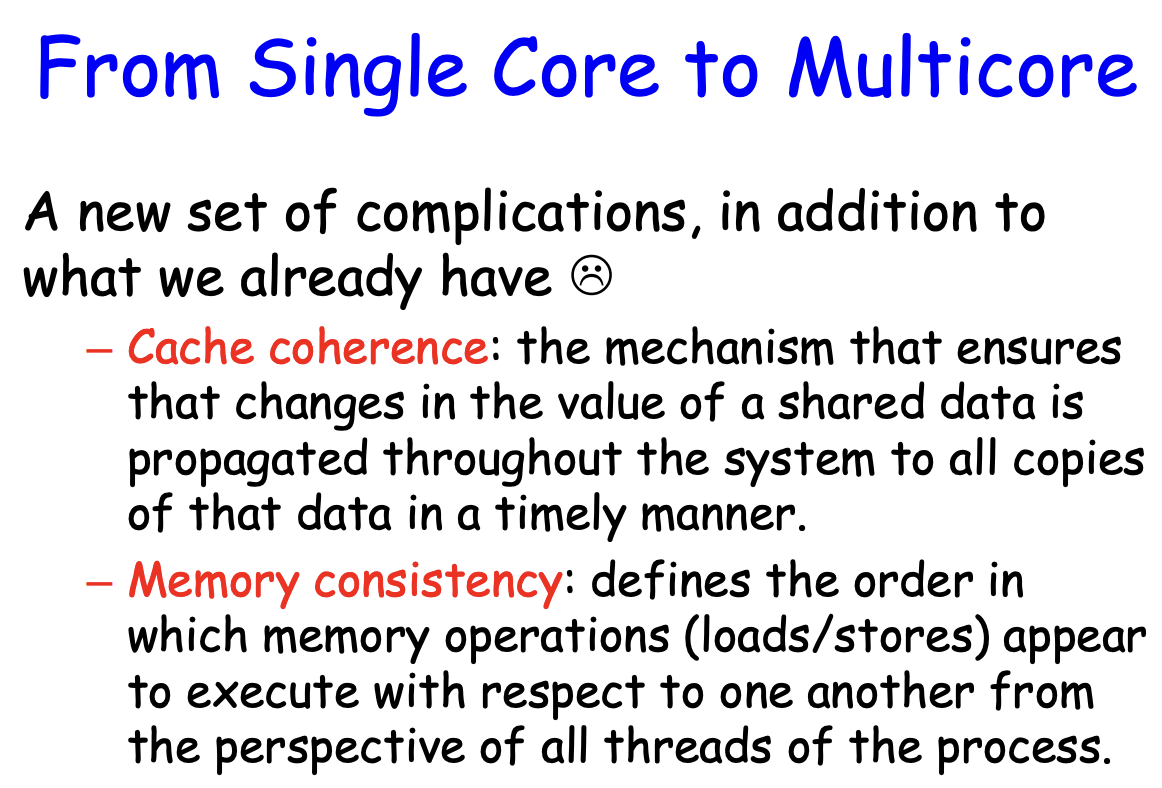 From Single Core to Multicore
A new set of complications, in addition to
what we already have ☹
– Cache coherence: the mechanism that ensures
that changes in the value of a shared data is
propagated throughout the system to all copies
of that data in a timely manner.
– Memory consistency: defines the order in
which memory operations (loads/stores) appear
to execute with respect to one another from
the perspective of all threads of the process.